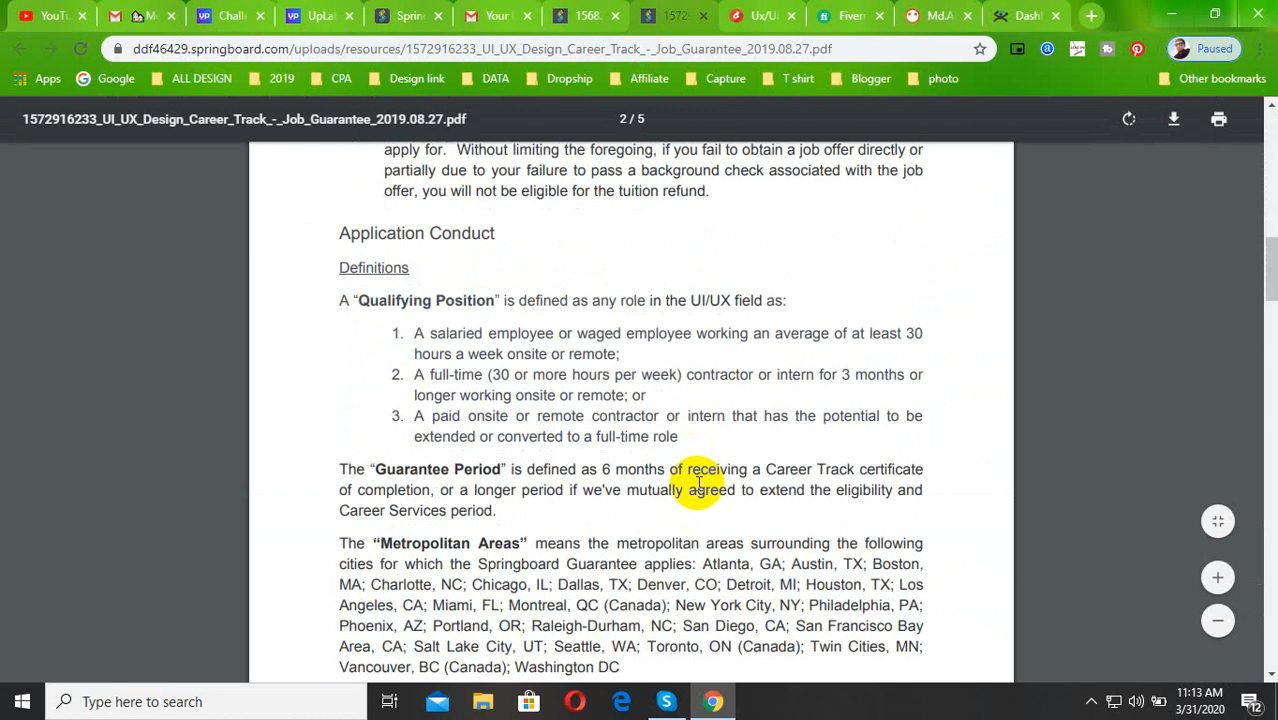 YouTu
M
Chall
UpLa
Sprin
Your
1568
1572
Ux/U
Fiver
Md.A
Dash
ddf46429.springboard.com/uploads/resources/1572916233_UI_UX_Design_Career_Track_-_Job_Guarantee_2019.08.27.pdf
Paused
Apps Google ALL DESIGN 2019 CPA Design link DATA Dropship Affiliate Capture T shirt Blogger photo Other bookmarks
1572916233_UI_UX_Design_Career_Track_-_Job_Guarantee_2019.08.27.pdf 2 / 5
apply for. Without limiting the foregoing, if you fail to obtain a job offer directly or
partially due to your failure to pass a background check associated with the job
offer, you will not be eligible for the tuition refund.
Application Conduct
Definitions
A “Qualifying Position” is defined as any role in the UI/UX field as:
1. A salaried employee or waged employee working an average of at least 30
hours a week onsite or remote;
2. A full-time (30 or more hours per week) contractor or intern for 3 months or
longer working onsite or remote; or
3. A paid onsite or remote contractor or intern that has the potential to be
extended or converted to a full-time role
The “Guarantee Period” is defined as 6 months of receiving a Career Track certificate
of completion, or a longer period if we've mutually agreed to extend the eligibility and
Career Services period.
The “Metropolitan Areas” means the metropolitan areas surrounding the following
cities for which the Springboard Guarantee applies: Atlanta, GA; Austin, TX; Boston,
MA; Charlotte, NC; Chicago, IL; Dallas, TX; Denver, CO; Detroit, MI; Houston, TX; Los
Angeles, CA; Miami, FL; Montreal, QC (Canada); New York City, NY; Philadelphia, PA;
Phoenix, AZ; Portland, OR; Raleigh-Durham, NC; San Diego, CA; San Francisco Bay
Area, CA; Salt Lake City, UT; Seattle, WA; Toronto, ON (Canada); Twin Cities, MN;
Vancouver, BC (Canada); Washington DC
Type here to search
11:13 AM
3/31/2020
12